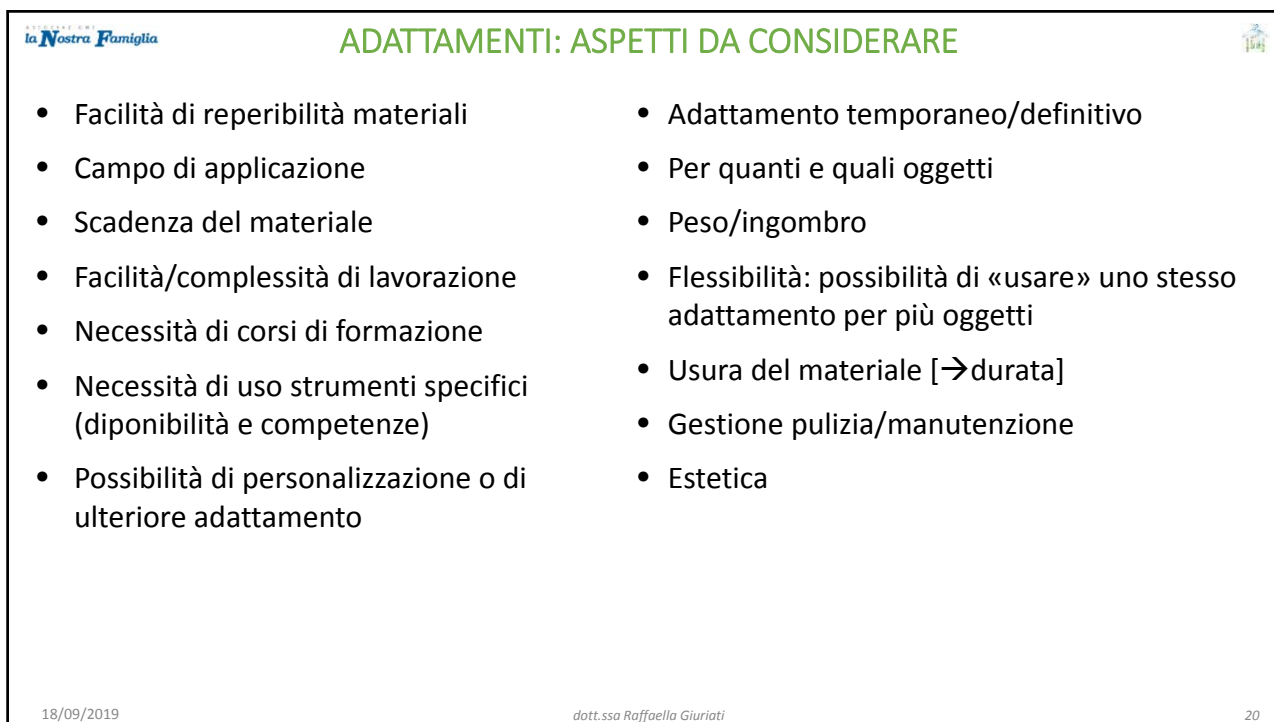 la Nostra Famiglia
ADATTAMENTI: ASPETTI DA CONSIDERARE
• Facilità di reperibilità materiali
• Campo di applicazione
• Scadenza del materiale
• Facilità/complessità di lavorazione
• Necessità di corsi di formazione
• Necessità di uso strumenti specifici
(diponibilità e competenze)
• Possibilità di personalizzazione o di
ulteriore adattamento
• Adattamento temporaneo/definitivo
• Per quanti e quali oggetti
• Peso/ingombro
• Flessibilità: possibilità di «usare» uno stesso
adattamento per più oggetti
• Usura del materiale [→durata]
• Gestione pulizia/manutenzione
• Estetica
18/09/2019
dott.ssa Raffaella Giuriati
20